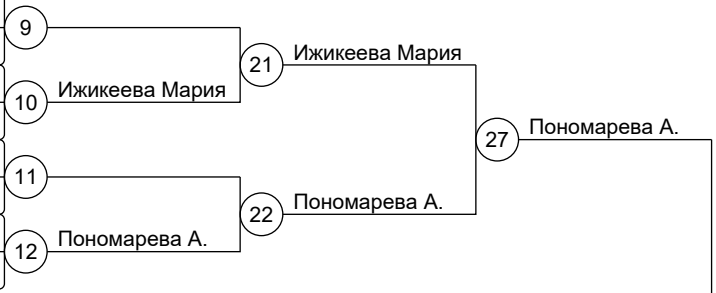 9
21 Ижикеева Мария
10 Ижикеева Мария
27 Пономарева А.
11
22 Пономарева А.
12 Пономарева А.